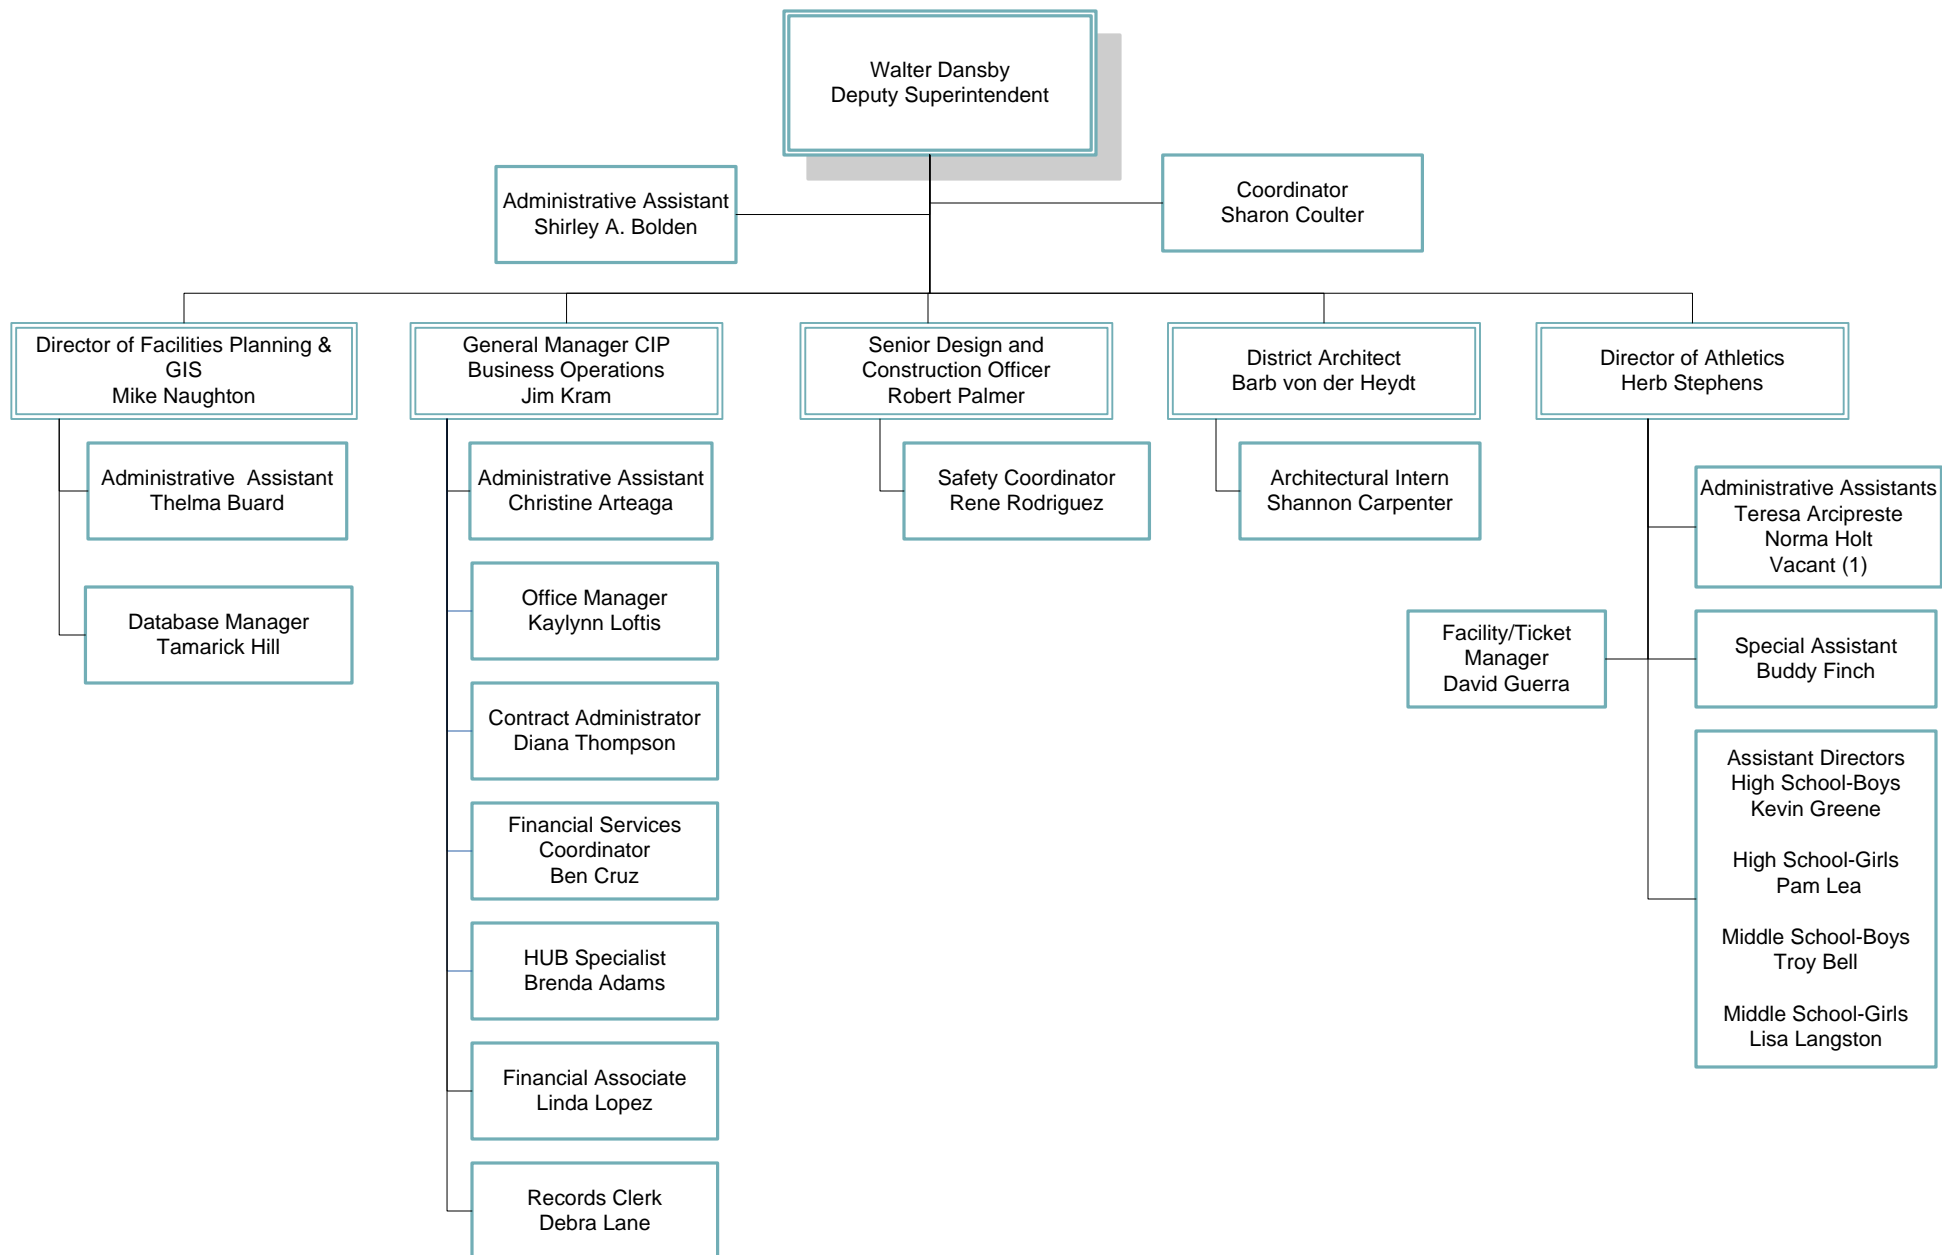 Walter Dansby
Deputy Superintendent
Administrative Assistant
Shirley A. Bolden
Coordinator
Sharon Coulter
Director of Facilities Planning &
GIS
Mike Naughton
General Manager CIP
Business Operations
Jim Kram
Senior Design and
Construction Officer
Robert Palmer
District Architect
Barb von der Heydt
Director of Athletics
Herb Stephens
Administrative  Assistant
Thelma Buard
Database Manager
Tamarick Hill
Administrative Assistant
Christine Arteaga
Office Manager
Kaylynn Loftis
Contract Administrator
Diana Thompson
Financial Services
Coordinator
Ben Cruz
HUB Specialist
Brenda Adams
Financial Associate
Linda Lopez
Records Clerk
Debra Lane
Safety Coordinator
Rene Rodriguez
Architectural Intern
Shannon Carpenter
Administrative Assistants
Teresa Arcipreste
Norma Holt
Vacant (1)
Facility/Ticket
Manager
David Guerra
Special Assistant
Buddy Finch
Assistant Directors
High School-Boys
Kevin Greene
High School-Girls
Pam Lea
Middle School-Boys
Troy Bell
Middle School-Girls
Lisa Langston